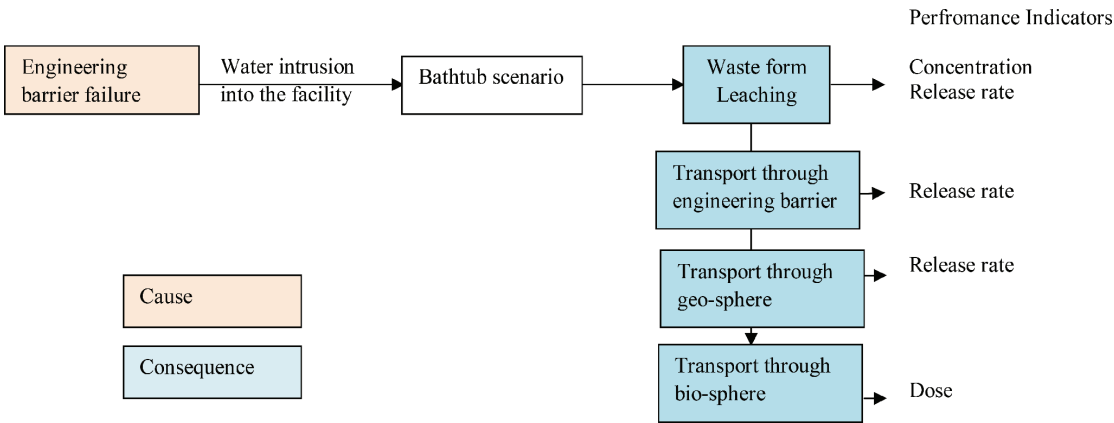 Perfromance Indicators
Engineering
barrier failure
Water intrusion
into the facility
Bathtub scenario
Waste form
Leaching
Concentration
Release rate
Transport through
engineering barrier
Release rate
Transport through
geo-sphere
Release rate
Cause
Consequence
Transport through
bio-sphere
Dose